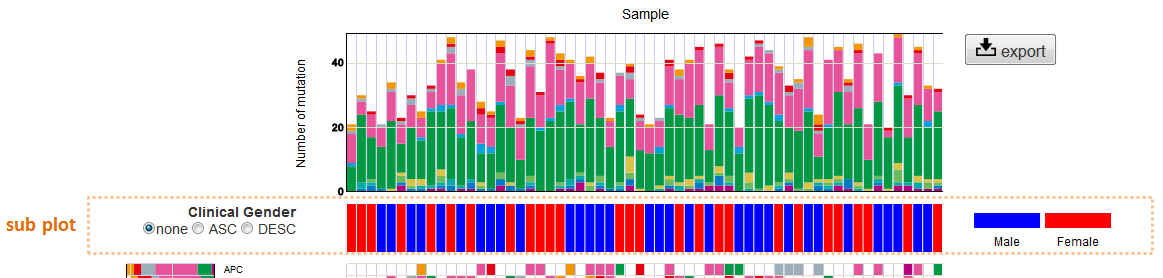 Sample
export
Number of mutation
40
20
0
sub plot
Clinical Gender
none ASC DESC
Male Female
APC